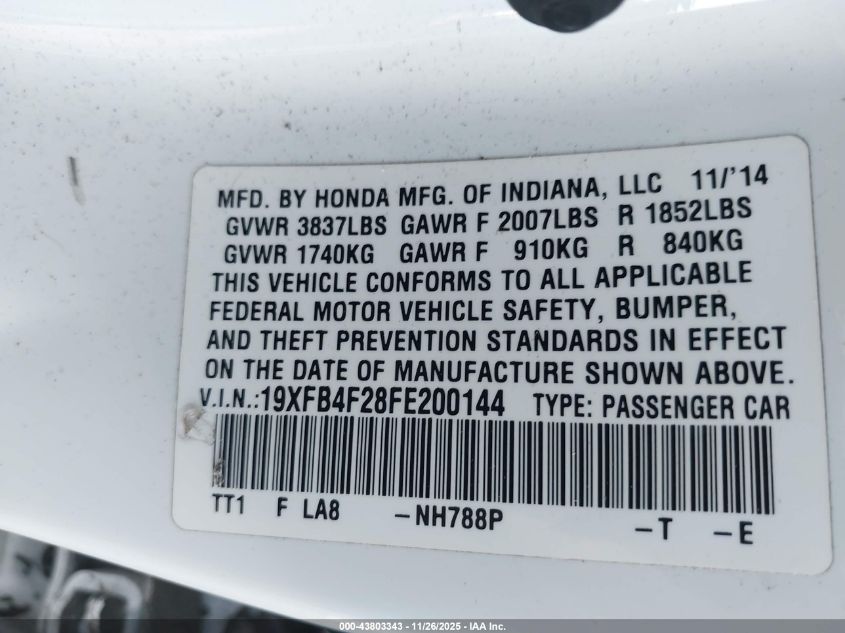 MFD. BY HONDA MFG. OF INDIANA, LLC 11/'14
GVWR 3837LBS GAWR F 2007LBS R 1852LBS
GVWR 1740KG GAWR F 910KG R 840KG
THIS VEHICLE CONFORMS TO ALL APPLICABLE
FEDERAL MOTOR VEHICLE SAFETY, BUMPER,
AND THEFT PREVENTION STANDARDS IN EFFECT
ON THE DATE OF MANUFACTURE SHOWN ABOVE.
V.I.N.:19XFB4F28FE200144 TYPE: PASSENGER CAR
TT1 F LA8 -NH788P -T -E
000-43803343 - 11/26/2025 - IAA Inc.